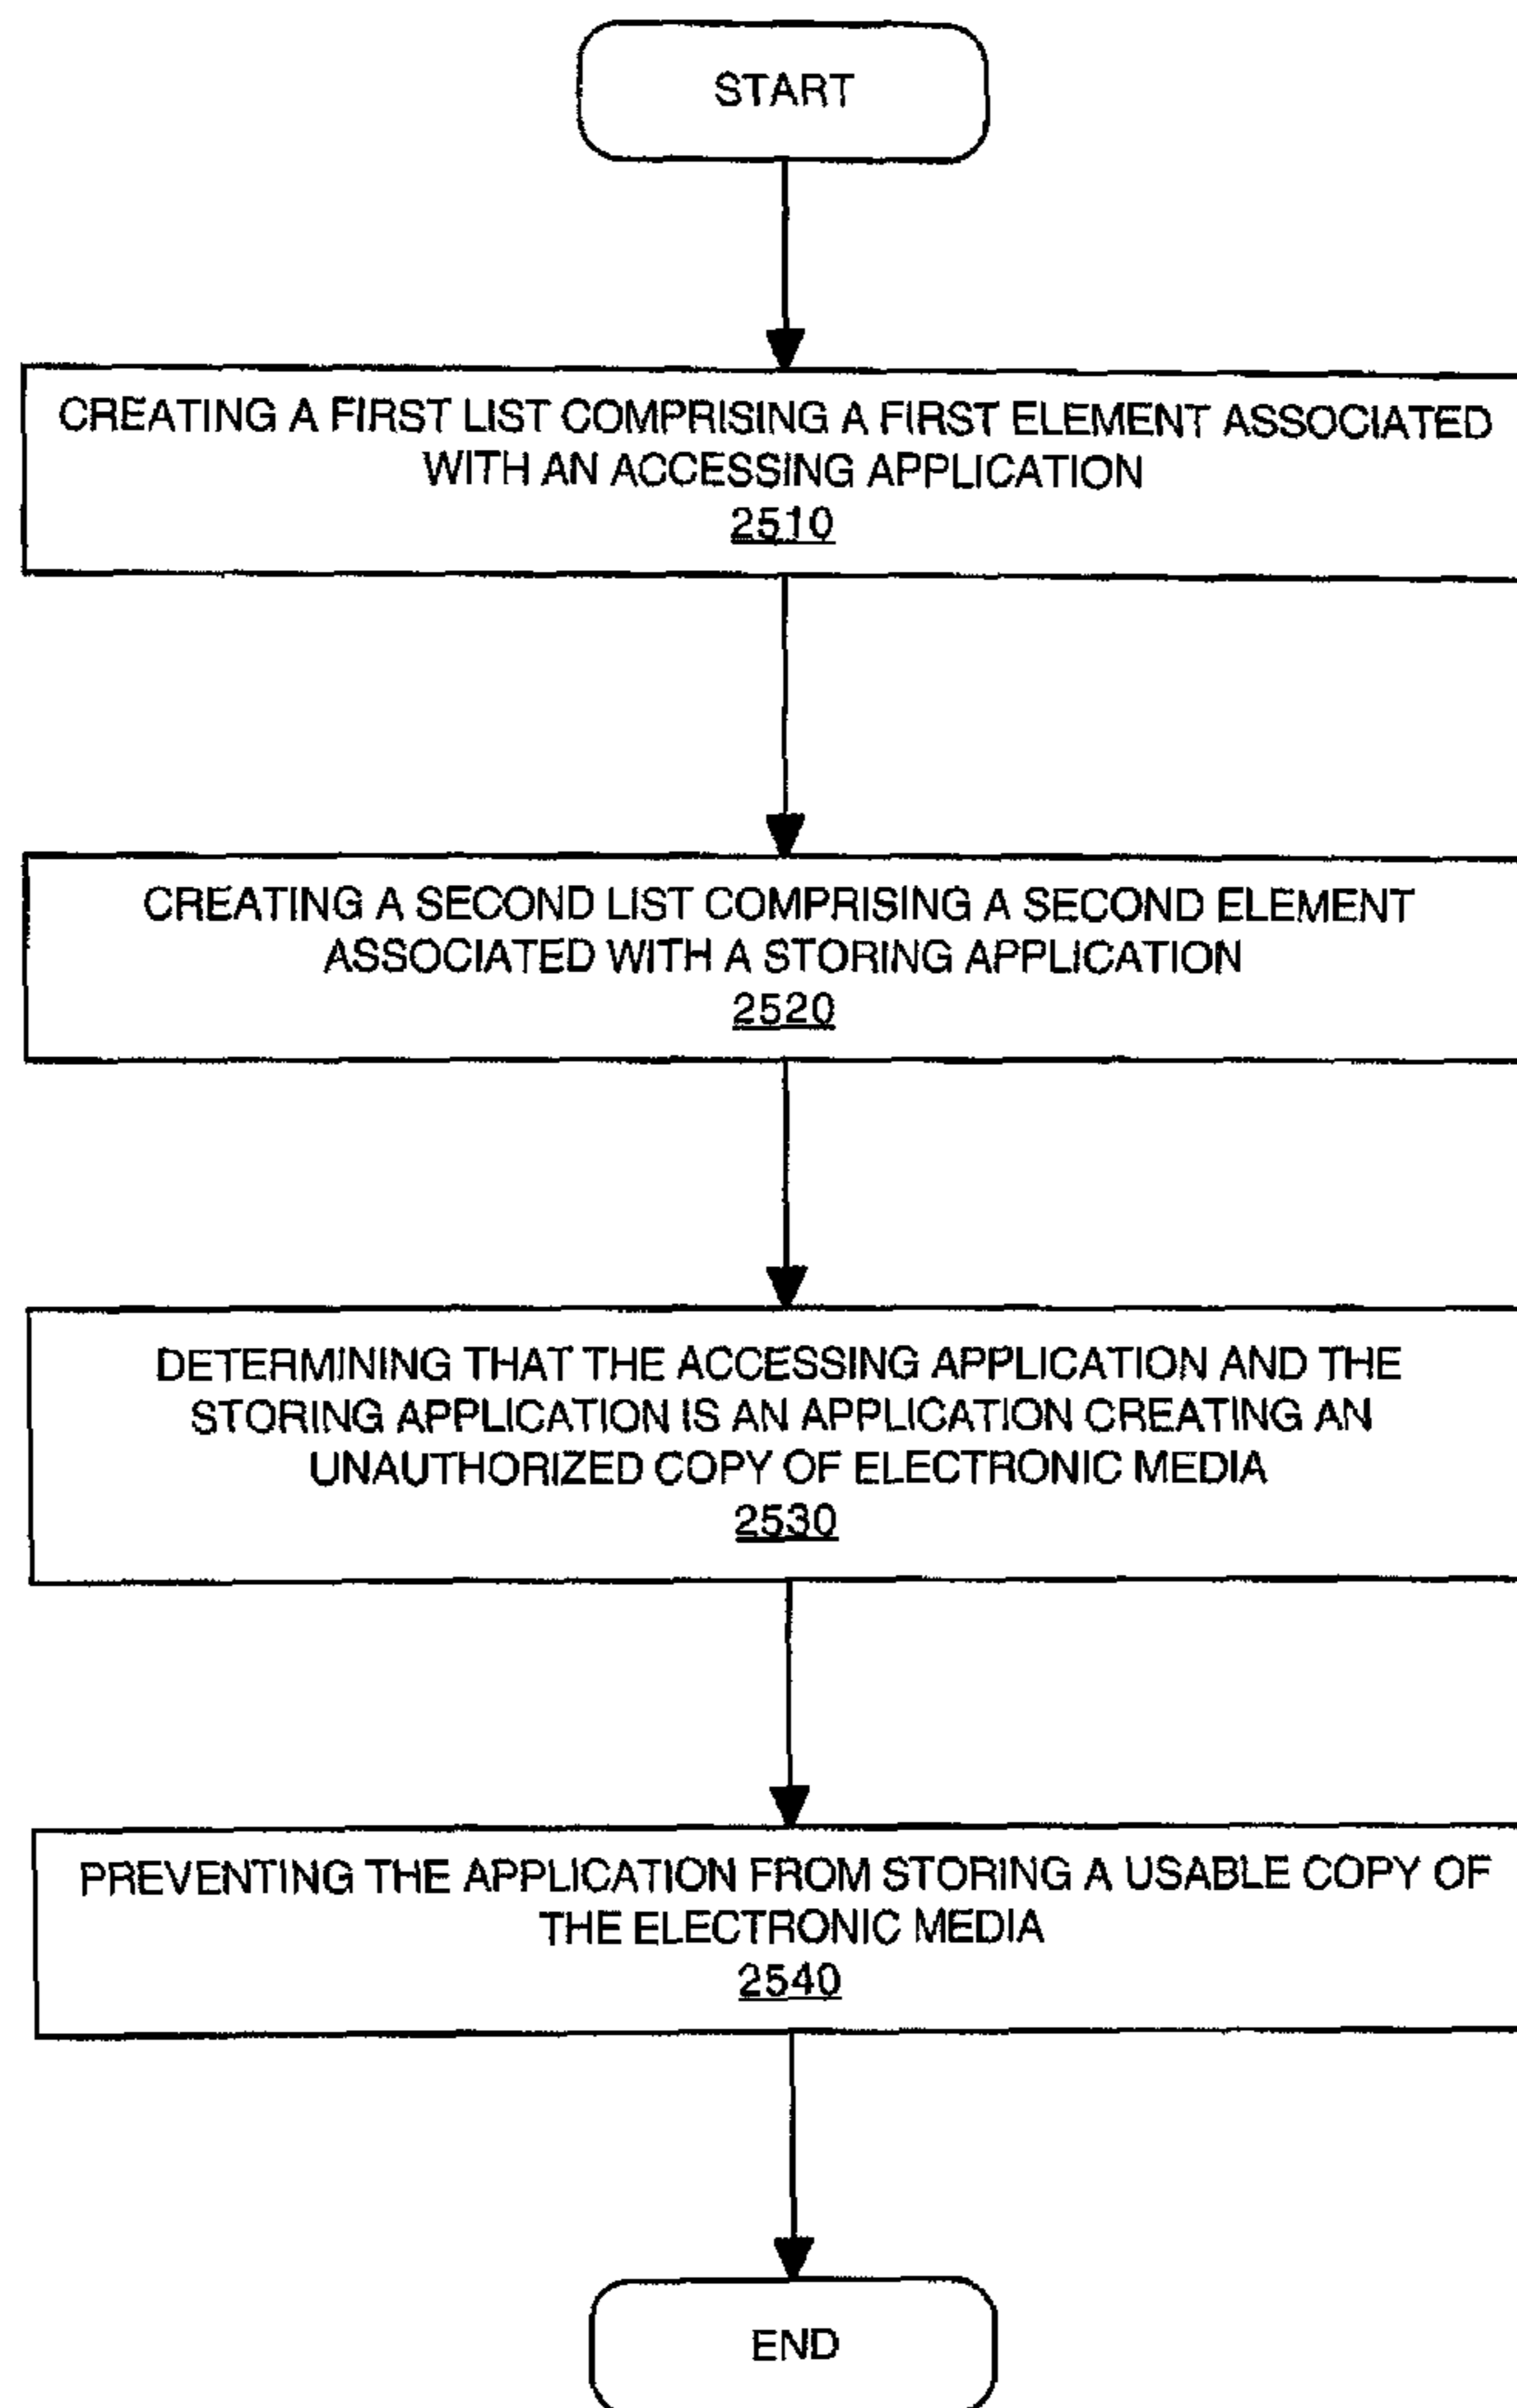 START
CREATING A FIRST LIST COMPRISING A FIRST ELEMENT ASSOCIATED
WITH AN ACCESSING APPLICATION
2510
CREATING A SECOND LIST COMPRISING A SECOND ELEMENT
ASSOCIATED WITH A STORING APPLICATION
2520
DETERMINING THAT THE ACCESSING APPLICATION AND THE
STORING APPLICATION IS AN APPLICATION CREATING AN
UNAUTHORIZED COPY OF ELECTRONIC MEDIA
2530
PREVENTING THE APPLICATION FROM STORING A USABLE COPY OF
THE ELECTRONIC MEDIA
2540
END